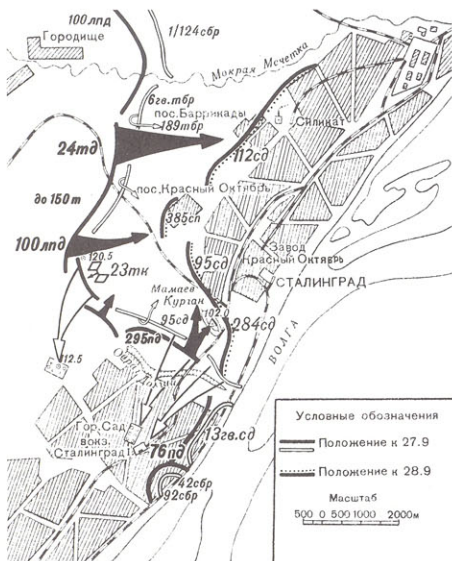 100лпд
Городище
1/124сбр
Мокрая Мечетка
6гв.тбр
пос. Баррикады
189тбр
Силикат
24тд
112сд
до 150т
пос. Красный Октябрь
385сп
100лпд
120,5
23тк
95сд
Завод
Красный Октябрь
СТАЛИНГРАД
Мамаев
Курган
102,0
95сд
284сд
ВОЛГА
295пд
112.5
Гор. Сад
вокз.
Сталинград I
76пд
13гв.сд
42сбр
92сбр
Условные обозначения
Положение к 27.9
Положение к 28.9
Масштаб
500 0 500 1000 2000м